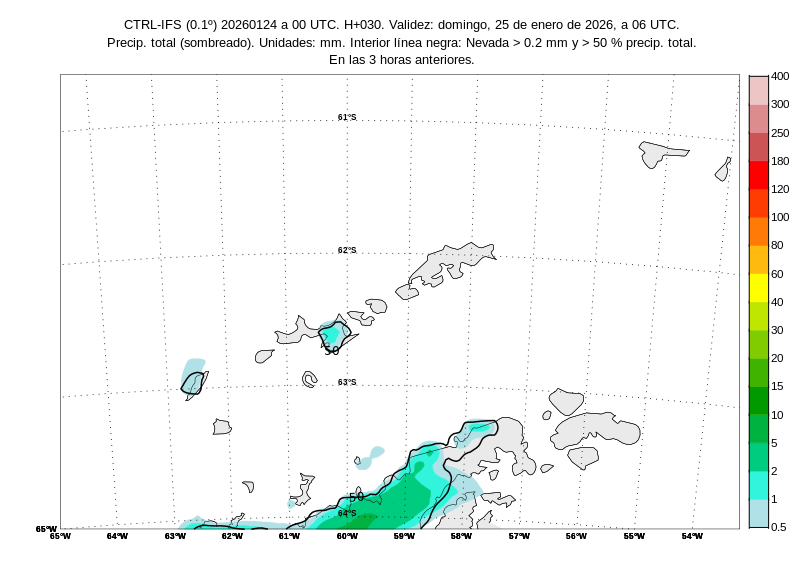 CTRL-IFS (0.1º) 20260124 a 00 UTC. H+030. Validez: domingo, 25 de enero de 2026, a 06 UTC.
Precip. total (sombreado). Unidades: mm. Interior línea negra: Nevada > 0.2 mm y > 50 % precip. total.
En las 3 horas anteriores.
400
300
250
180
120
100
80
60
40
30
20
15
10
5
2
1
0.5
61°S
62°S
63°S
64°S
50
50
65°W
65°W
64°W
63°W
62°W
61°W
60°W
59°W
58°W
57°W
56°W
55°W
54°W